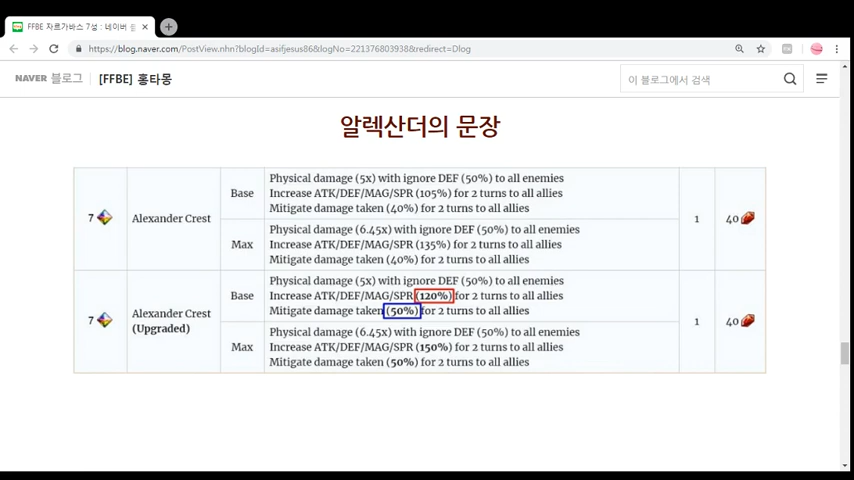 FFBE 자르가바스 7성 : 네이버
https://blog.naver.com/PostView.nhn?blogId=asifjesus86&logNo=221376803938&redirect=Dlog
NAVER 블로그 [FFBE] 홍타몽
이 블로그에서 검색
알렉산더의 문장
7 Alexander Crest
Base
Physical damage (5x) with ignore DEF (50%) to all enemies
Increase ATK/DEF/MAG/SPR (105%) for 2 turns to all allies
Mitigate damage taken (40%) for 2 turns to all allies
Max
Physical damage (6.45x) with ignore DEF (50%) to all enemies
Increase ATK/DEF/MAG/SPR (135%) for 2 turns to all allies
Mitigate damage taken (40%) for 2 turns to all allies
1
40
7 Alexander Crest
(Upgraded)
Base
Physical damage (5x) with ignore DEF (50%) to all enemies
Increase ATK/DEF/MAG/SPR (120%) for 2 turns to all allies
Mitigate damage taken (50%) for 2 turns to all allies
Max
Physical damage (6.45x) with ignore DEF (50%) to all enemies
Increase ATK/DEF/MAG/SPR (150%) for 2 turns to all allies
Mitigate damage taken (50%) for 2 turns to all allies
1
40